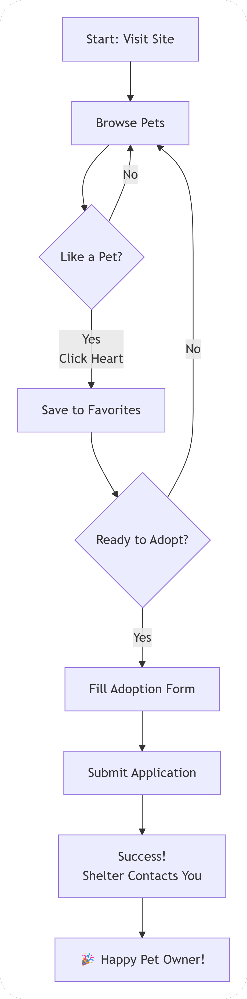 Start: Visit Site
Browse Pets
No
Like a Pet?
Yes
Click Heart
No
Save to Favorites
Ready to Adopt?
Yes
Fill Adoption Form
Submit Application
Success!
Shelter Contacts You
🎉 Happy Pet Owner!